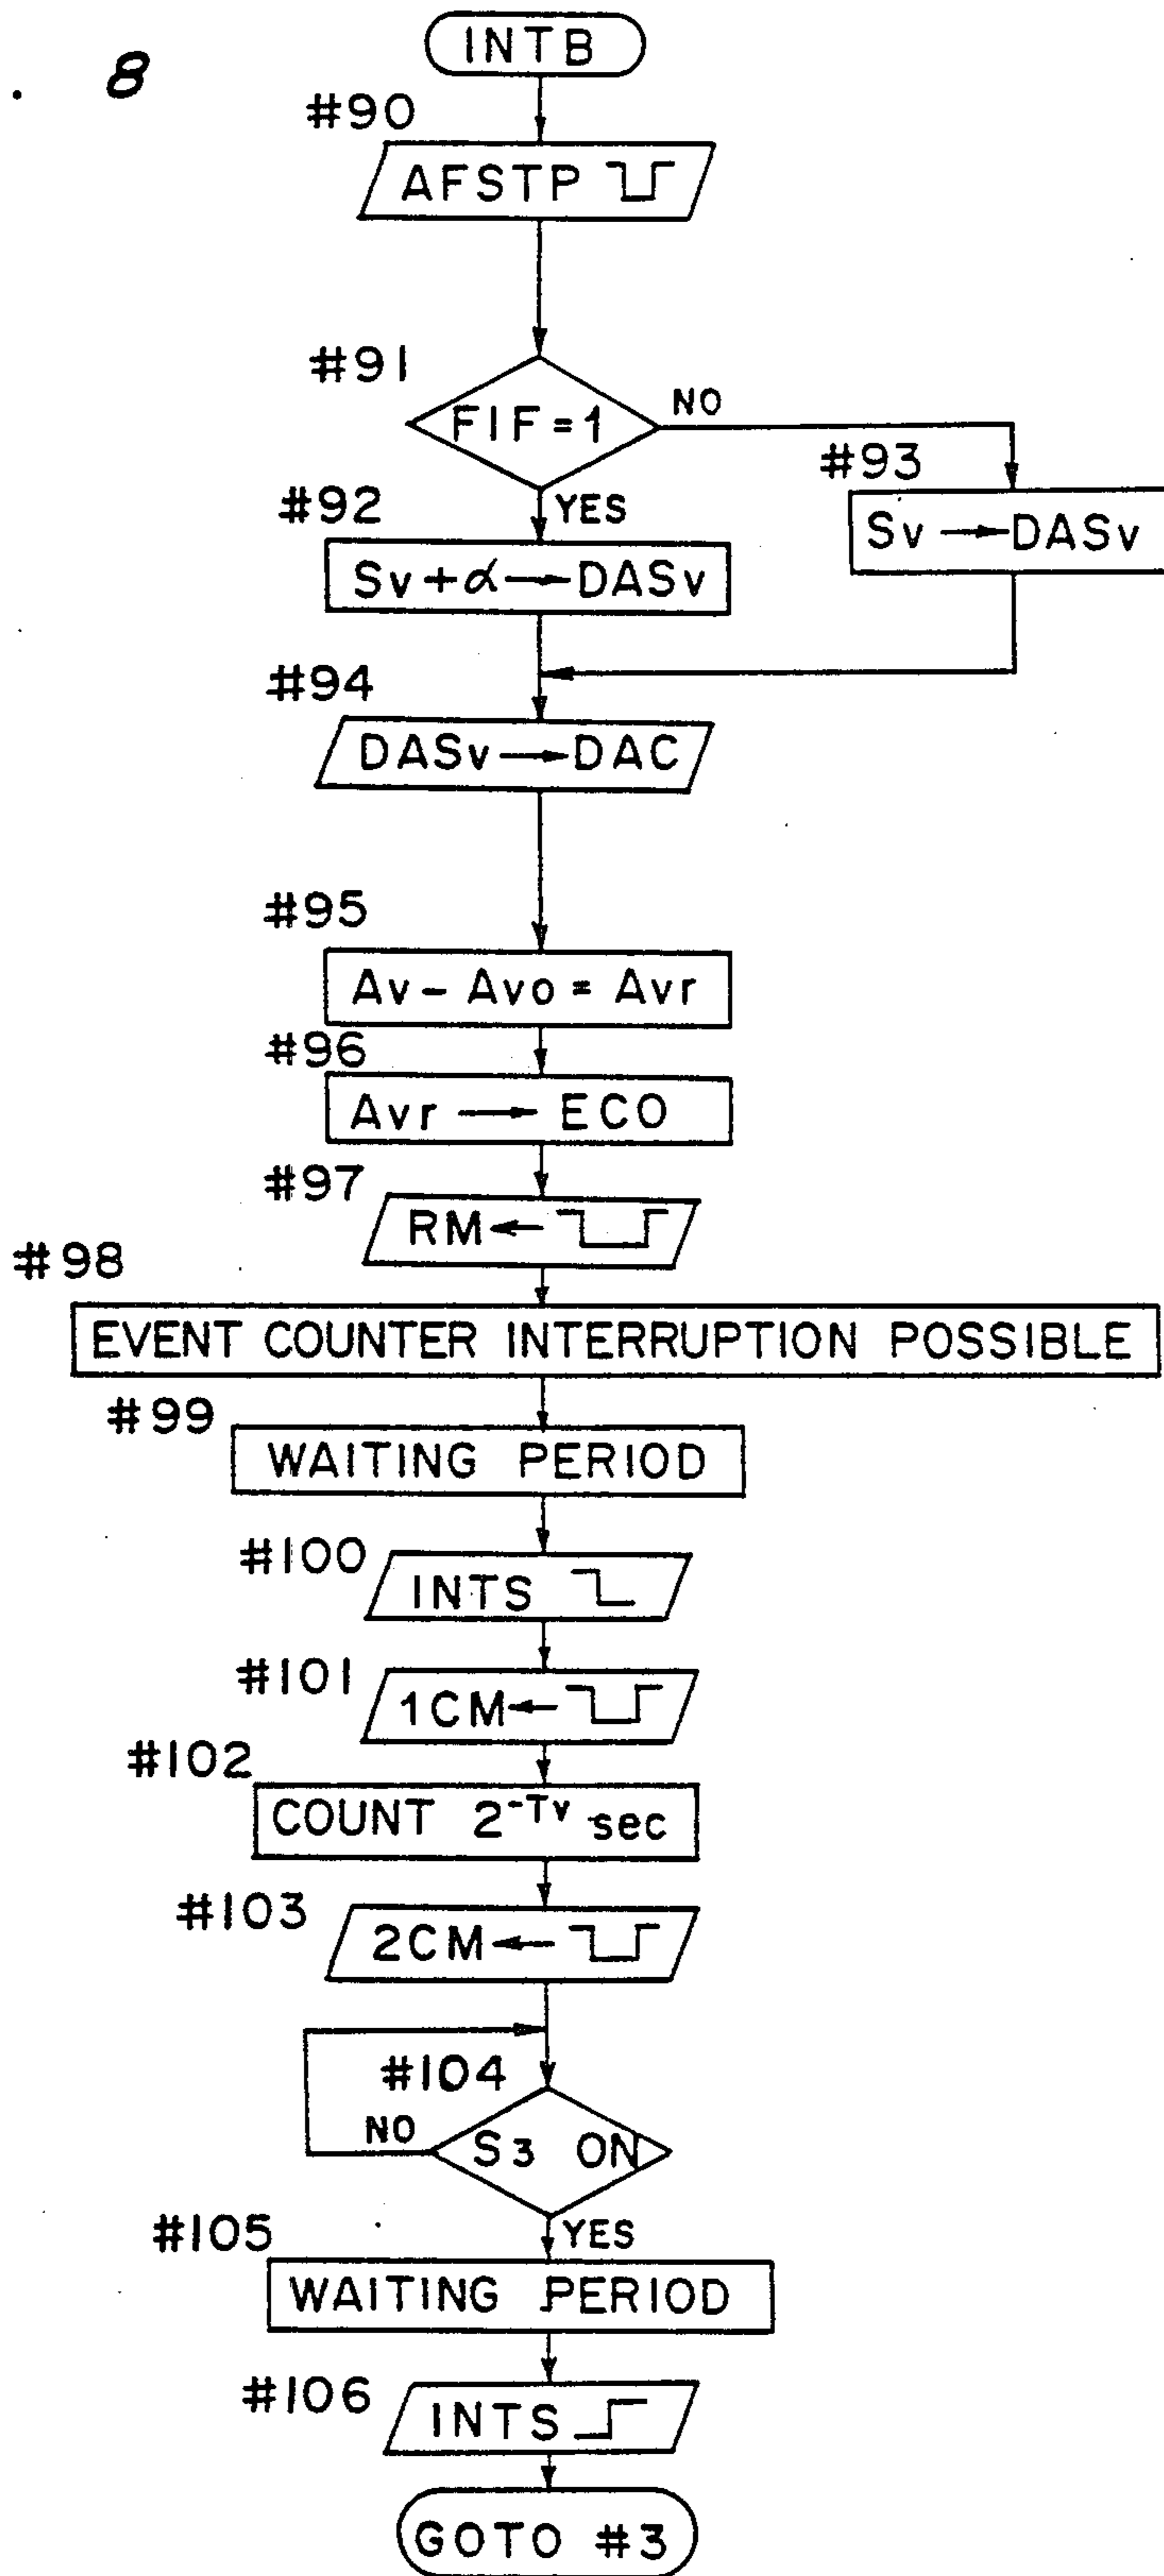 . 8
INTB
#90
AFSTP
#91
FIF=1
NO
#93
Sv→DASv
#92
YES
Sv+α→DASv
#94
DASv→DAC
#95
Av-Avo=Avr
#96
Avr→ECO
#97
RM←
#98
EVENT COUNTER INTERRUPTION POSSIBLE
#99
WAITING PERIOD
#100
INTS
#101
1CM←
#102
COUNT 2^-Tv sec
#103
2CM←
#104
NO
S3 ON
#105
YES
WAITING PERIOD
#106
INTS
GOTO #3